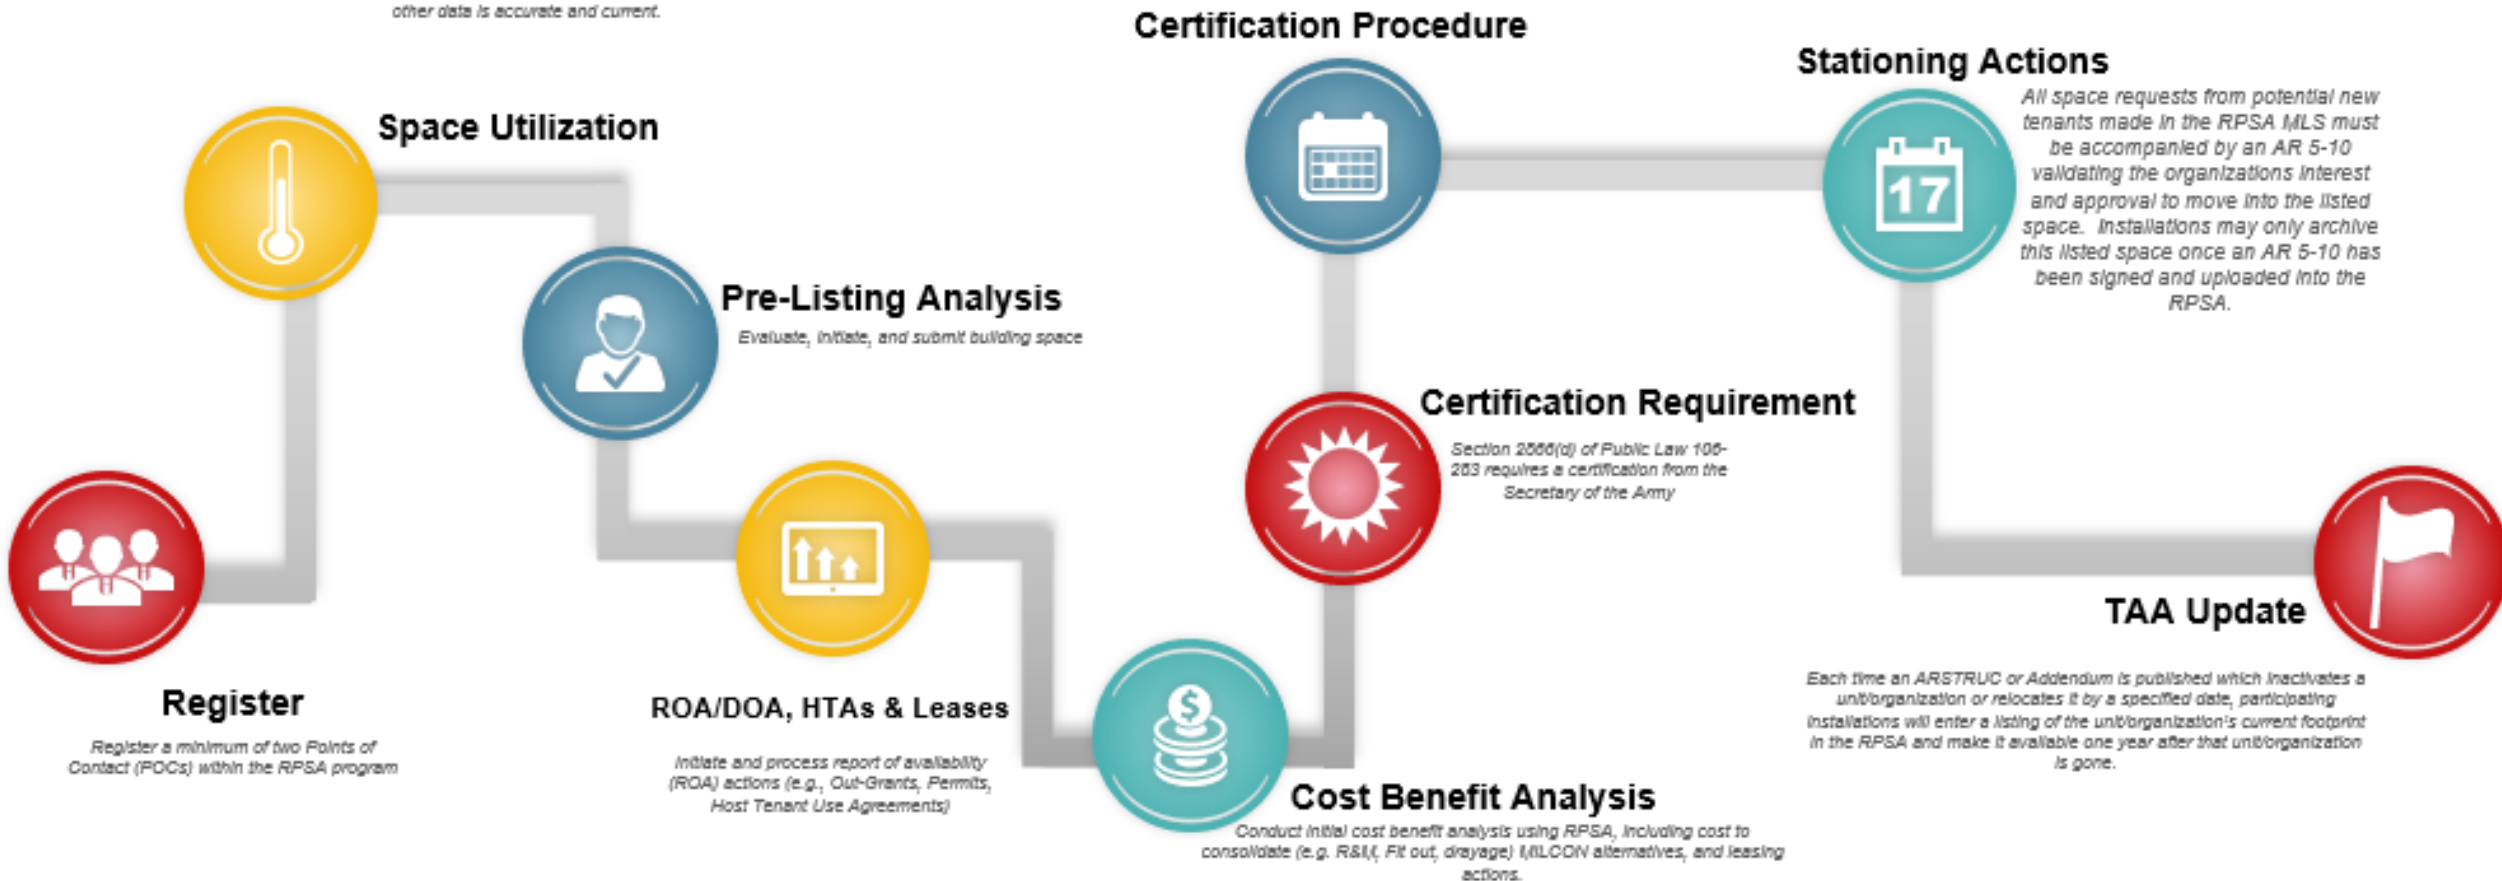 other data is accurate and current.
Certification Procedure
Stationing Actions
All space requests from potential new
tenants made in the RPSA MLS must
be accompanied by an AR 5-10
validating the organizations interest
and approval to move into the listed
space. Installations may only archive
this listed space once an AR 5-10 has
been signed and uploaded into the
RPSA.
17
Space Utilization
Pre-Listing Analysis
Evaluate, initiate, and submit building space
Certification Requirement
Section 2866(d) of Public Law 106-
263 requires a certification from the
Secretary of the Army
Register
Register a minimum of two Points of
Contact (POCs) within the RPSA program
ROA/DOA, HTAs & Leases
Initiate and process report of availability
(ROA) actions (e.g., Out-Grants, Permits,
Host Tenant Use Agreements)
$
Cost Benefit Analysis
Conduct initial cost benefit analysis using RPSA, including cost to
consolidate (e.g. R&M, Fit out, drayage) MILCON alternatives, and leasing
actions.
TAA Update
Each time an ARSTRUC or Addendum is published which inactivates a
unit/organization or relocates it by a specified date, participating
installations will enter a listing of the unit/organization's current footprint
in the RPSA and make it available one year after that unit/organization
is gone.